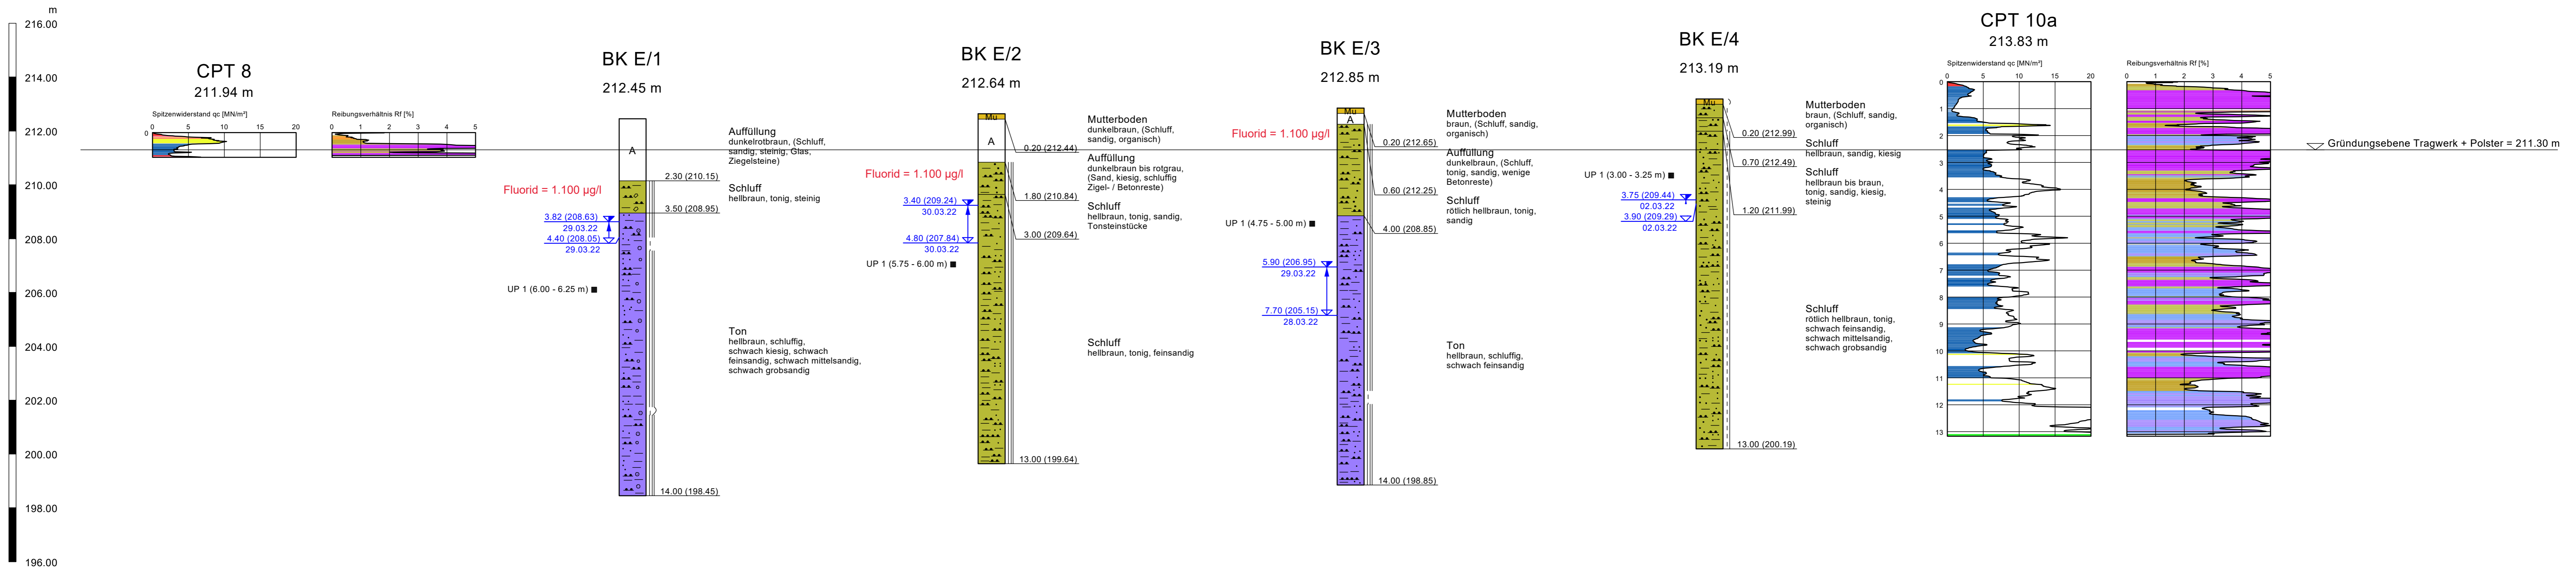 m
216.00
214.00
212.00
210.00
208.00
206.00
204.00
202.00
200.00
198.00
196.00
CPT 8
211.94 m
Spitzenwiderstand qc [MN/m²]
0 5 10 15 20
0
Reibungsverhältnis Rf [%]
0 1 2 3 4 5
BK E/1
212.45 m
A
Fluorid = 1.100 µg/l
3.82 (208.63)
29.03.22
4.40 (208.05)
29.03.22
UP 1 (6.00 - 6.25 m)
2.30 (210.15)
3.50 (208.95)
14.00 (198.45)
Auffüllung
dunkelrotbraun, (Schluff,
sandig, steinig, Glas,
Ziegelsteine)
Schluff
hellbraun, tonig, steinig
Ton
hellbraun, schluffig,
schwach kiesig, schwach
feinsandig, schwach mittelsandig,
schwach grobsandig
BK E/2
212.64 m
Mu
A
Fluorid = 1.100 µg/l
3.40 (209.24)
30.03.22
4.80 (207.84)
30.03.22
UP 1 (5.75 - 6.00 m)
0.20 (212.44)
1.80 (210.84)
3.00 (209.64)
13.00 (199.64)
Mutterboden
dunkelbraun, (Schluff,
sandig, organisch)
Auffüllung
dunkelbraun bis rotgrau,
(Sand, kiesig, schluffig
Zigel- / Betonreste)
Schluff
hellbraun, tonig, sandig,
Tonsteinstücke
Schluff
hellbraun, tonig, feinsandig
BK E/3
212.85 m
Mu
A
Fluorid = 1.100 µg/l
UP 1 (4.75 - 5.00 m)
5.90 (206.95)
29.03.22
7.70 (205.15)
28.03.22
0.20 (212.65)
0.60 (212.25)
4.00 (208.85)
14.00 (198.85)
Mutterboden
braun, (Schluff, sandig,
organisch)
Auffüllung
dunkelbraun, (Schluff,
tonig, sandig, wenige
Betonreste)
Schluff
rötlich hellbraun, tonig,
sandig
Ton
hellbraun, schluffig,
schwach feinsandig
BK E/4
213.19 m
Mu
UP 1 (3.00 - 3.25 m)
3.75 (209.44)
02.03.22
3.90 (209.29)
02.03.22
0.20 (212.99)
0.70 (212.49)
1.20 (211.99)
13.00 (200.19)
Mutterboden
braun, (Schluff, sandig,
organisch)
Schluff
hellbraun, sandig, kiesig
Schluff
hellbraun bis braun,
tonig, sandig, kiesig,
steinig
Schluff
rötlich hellbraun, tonig,
schwach feinsandig,
schwach mittelsandig,
schwach grobsandig
CPT 10a
213.83 m
Spitzenwiderstand qc [MN/m²]
0 5 10 15 20
0
1
2
3
4
5
6
7
8
9
10
11
12
13
Reibungsverhältnis Rf [%]
0 1 2 3 4 5
Gründungsebene Tragwerk + Polster = 211.30 m